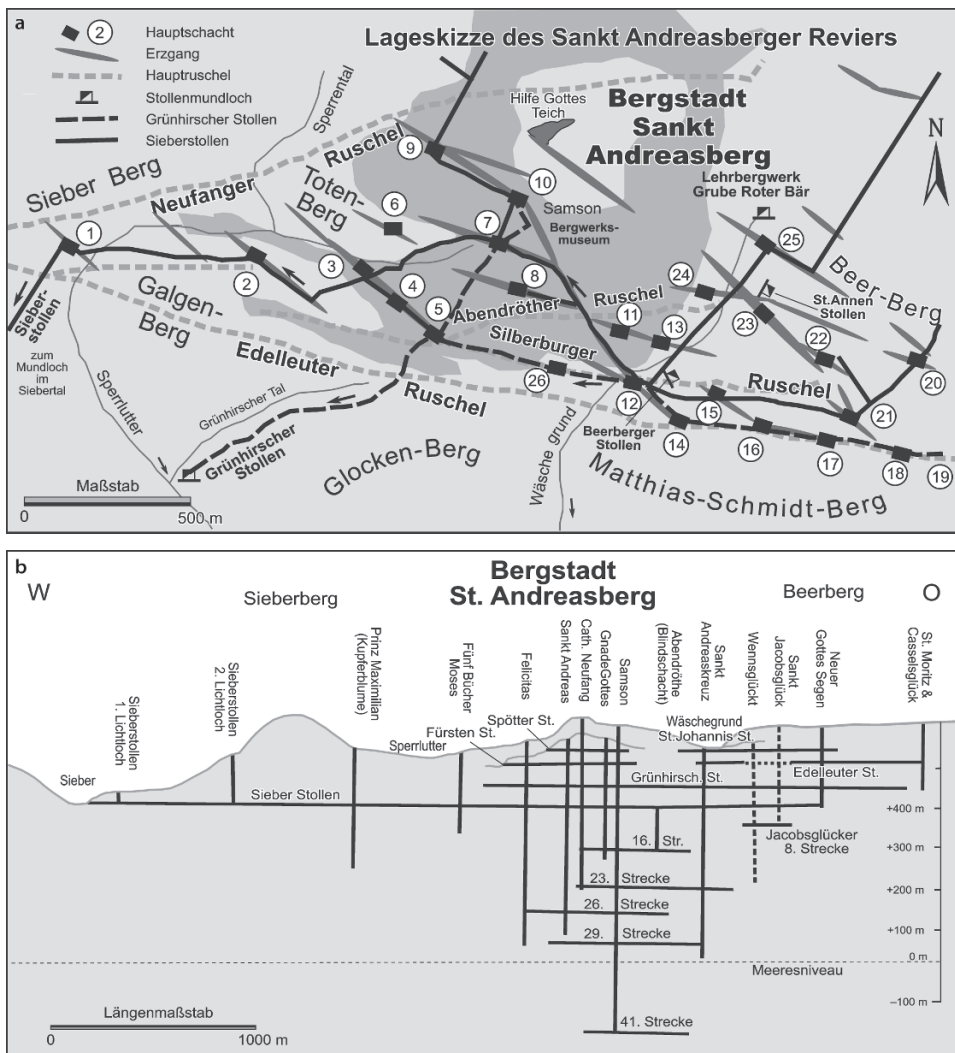 a
2 Hauptschacht
Erzgang
Hauptruschel
Stollenmundloch
Grünhirscher Stollen
Sieberstollen
Lageskizze des Sankt Andreasberger Reviers
Sperrental
Hilfe Gottes
Teich
Bergstadt
Sankt
Andreasberg
N
Lehrbergwerk
Grube Roter Bär
Sieber Berg
Neufanger
Ruschel
Toten-
Berg
9
10
6
7
Samson
Bergwerks-
museum
25
1
2
3
4
5
8
24
St.Annen
Stollen
Beer-Berg
Galgen-
Berg
Abendröther
Ruschel
11
13
23
22
20
Sieber-
stollen
zum
Mundloch
im
Siebertal
Edelleuter
Ruschel
Silberburger
26
12
Ruschel
21
Sperrlutter
Grünhirscher Tal
Grünhirscher
Stollen
Glocken-Berg
Wäsche grund
Beerberger
Stollen
14
15
16
17
18
19
Matthias-Schmidt-Berg
Maßstab
0
500 m
b
W
Bergstadt
St. Andreasberg
O
Sieberberg
Beerberg
Sieberstollen
1. Lichtloch
Sieberstollen
2. Lichtloch
Prinz Maximilian
(Kupferblume)
Fünf Bücher
Moses
Felicitas
Sankt Andreas
Cath. Neufang
GnadeGottes
Samson
Abendröthe
(Blindschacht)
Sankt
Andreaskreuz
Wennsglückt
Sankt
Jacobsglück
Neuer
Gottes Segen
St. Moritz &
Casselsglück
Spötter St.
Wäschegrund
Fürsten St.
St.Johannis St.
Sperrlutter
Sieber
Grünhirsch. St.
Edelleuter St.
Sieber Stollen
+400 m
16. Str.
Jacobsglücker
8. Strecke
+300 m
23. Strecke
+200 m
26. Strecke
+100 m
29. Strecke
0 m
Meeresniveau
–100 m
Längenmaßstab
41. Strecke
0
1000 m